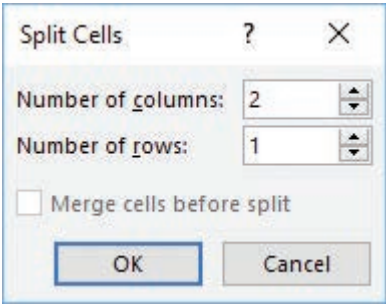 Split Cells ?
Number of columns: 2
Number of rows: 1
Merge cells before split
OK Cancel